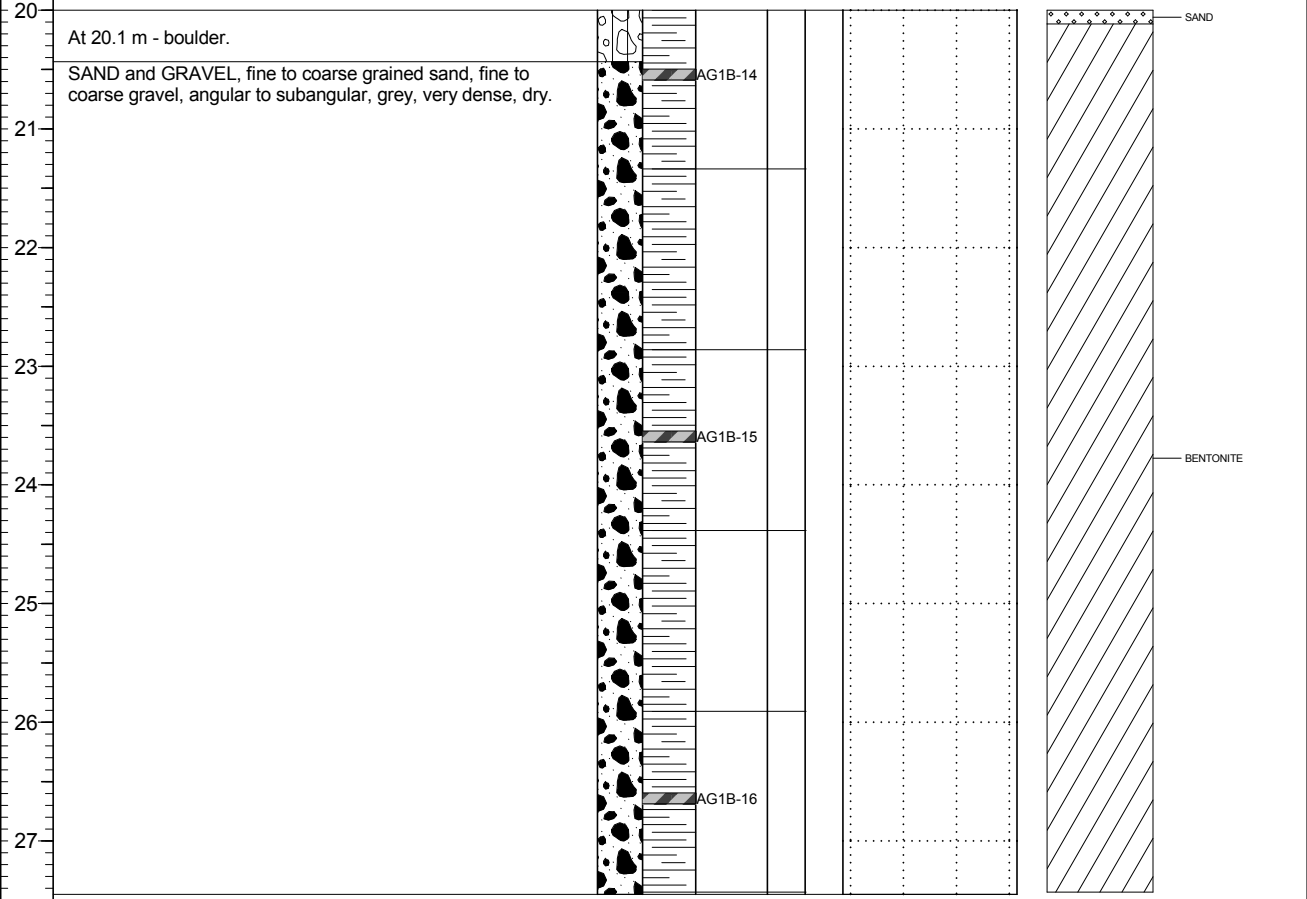 20
SAND
At 20.1 m - boulder.
SAND and GRAVEL, fine to coarse grained sand, fine to
coarse gravel, angular to subangular, grey, very dense, dry.
AG1B-14
21
22
23
AG1B-15
BENTONITE
24
25
26
AG1B-16
27